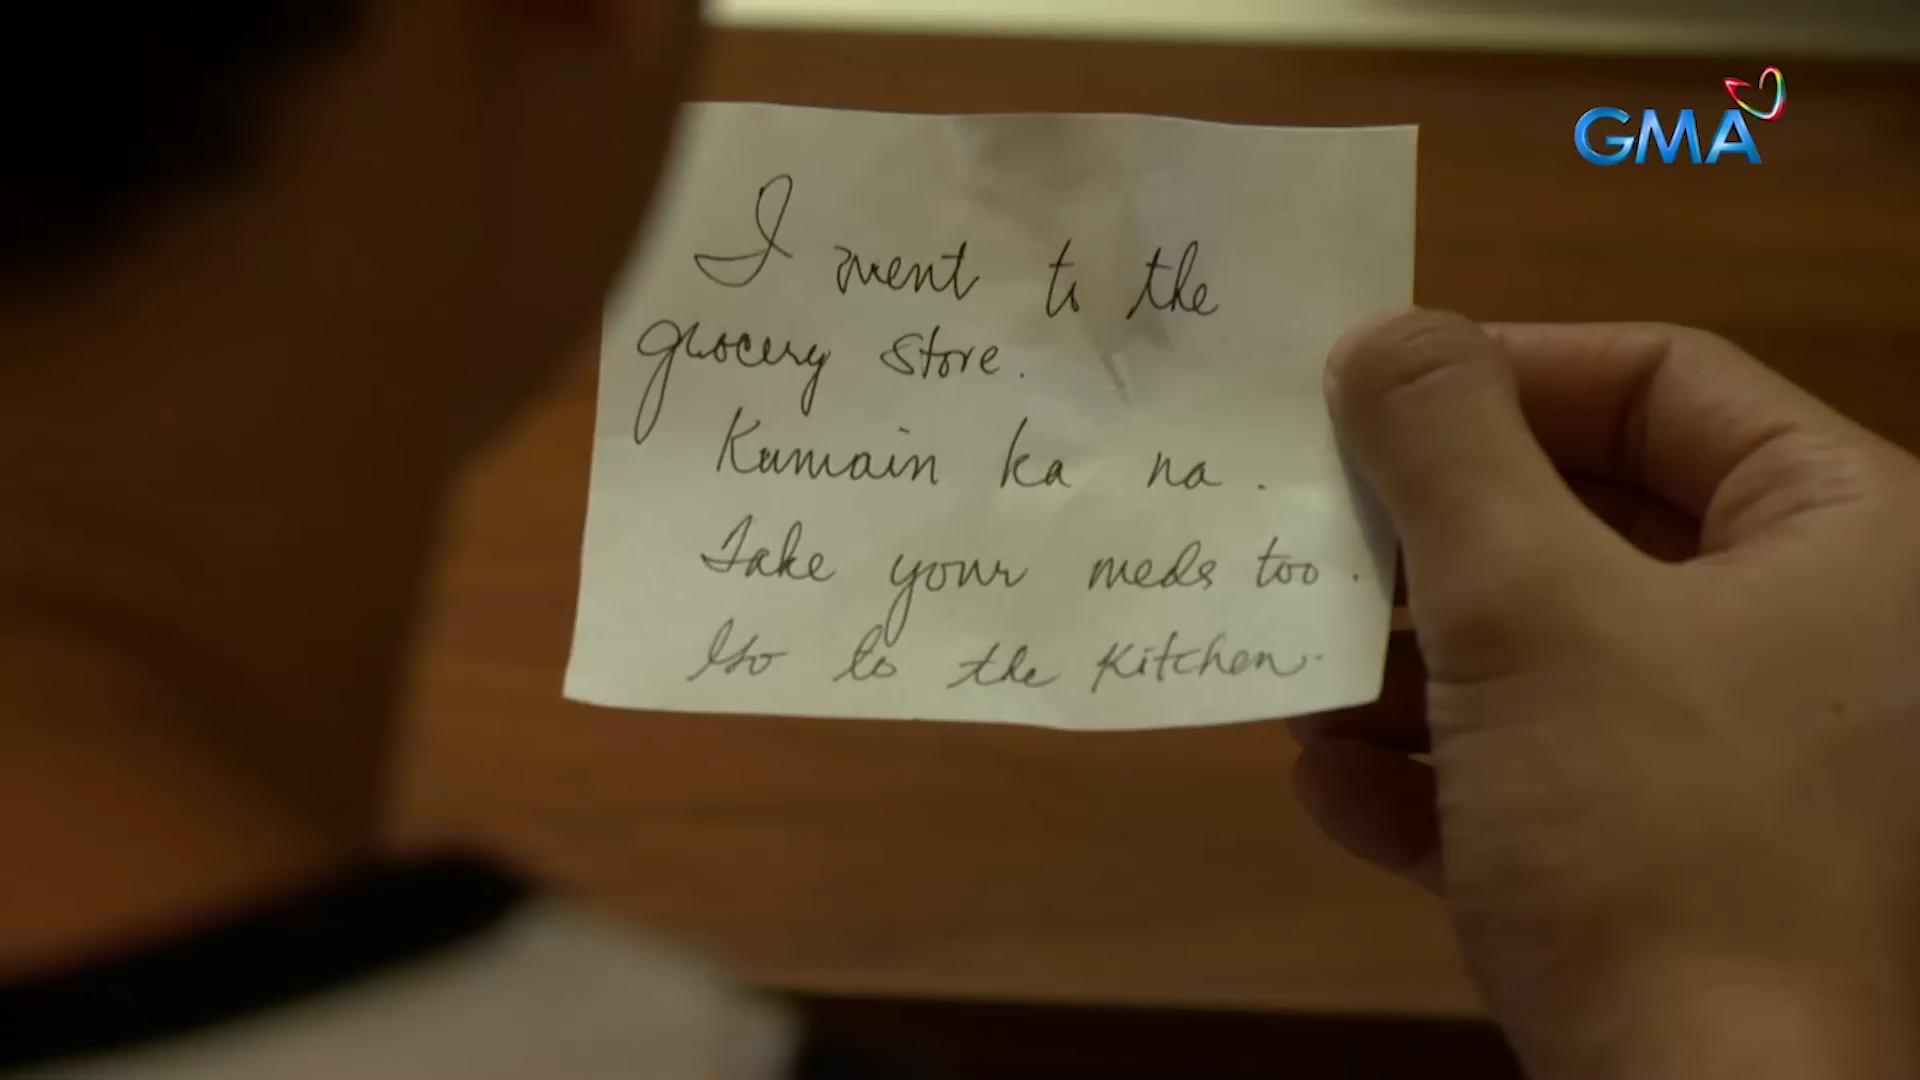 GMA
I went to the
grocery store.
Kumain ka na.
Take your meds too.
Go to the kitchen.